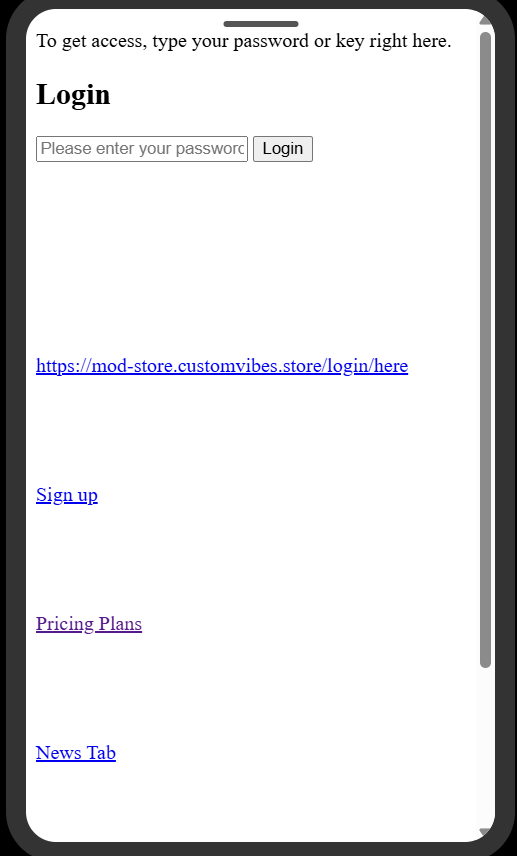 To get access, type your password or key right here.
Login
Please enter your password
Login
https://mod-store.customvibes.store/login/here
Sign up
Pricing Plans
News Tab